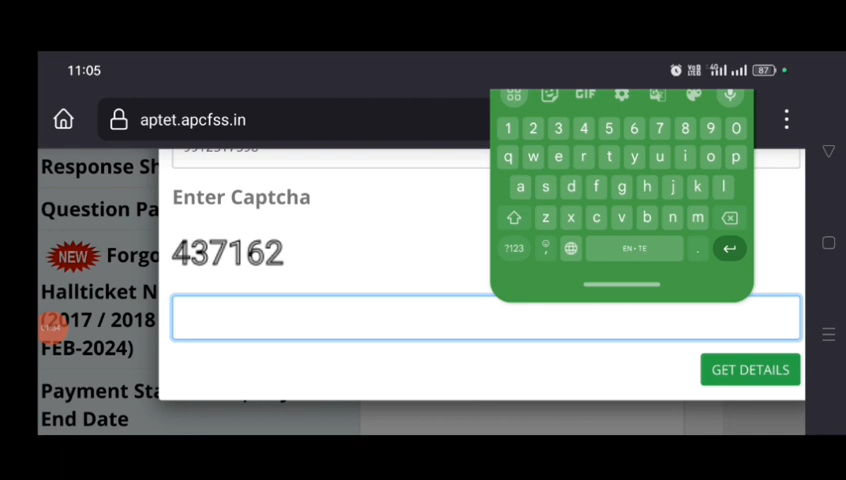 11:05
4G
87
aptet.apcfss.in
Response Sh
Question Pa
NEW Forgo
Hallticket N
(2017 / 2018
FEB-2024)
Payment Sta
End Date
Enter Captcha
437162
GET DETAILS
GIF
1 2 3 4 5 6 7 8 9 0
q w e r t y u i o p
a s d f g h j k l
z x c v b n m
?123 , EN • TE .